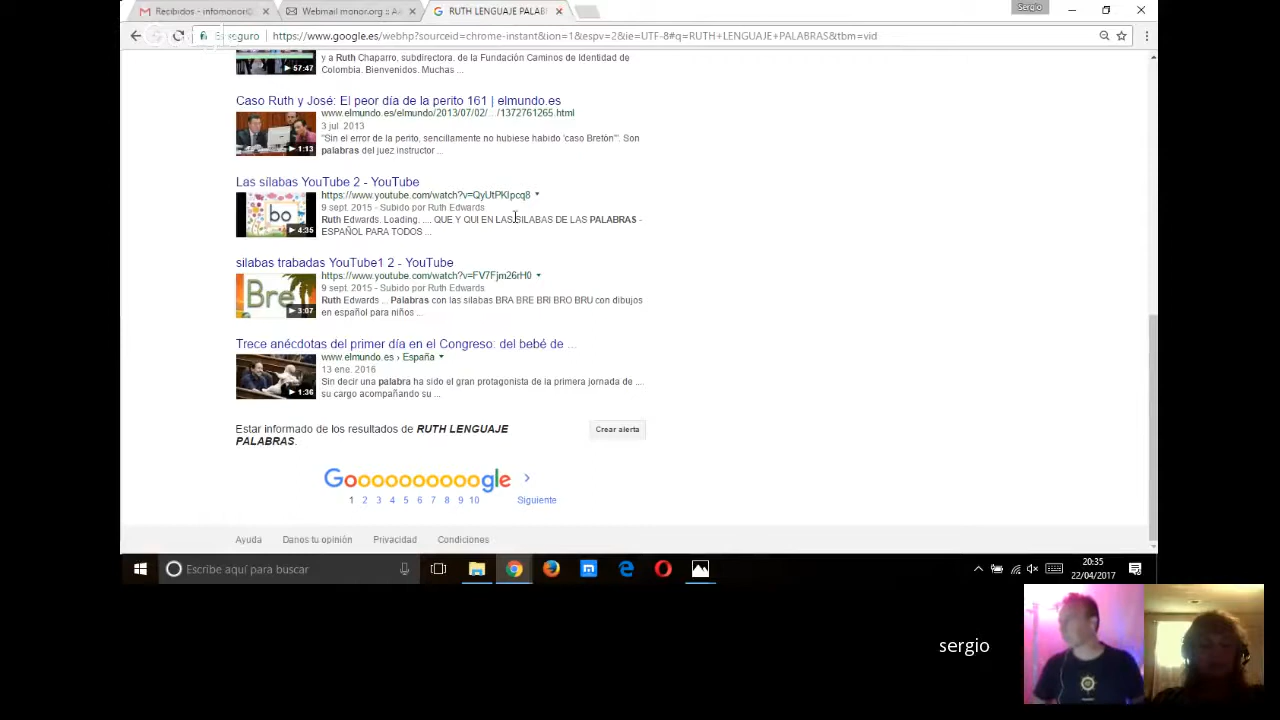 Recibidos - infomonor@
Webmail monor.org :: A
RUTH LENGUAJE PALAB
Sergio
https://www.google.es/webhp?sourceid=chrome-instant&ion=1&espv=2&ie=UTF-8#q=RUTH+LENGUAJE+PALABRAS&tbm=vid
57:47
y a Ruth Chaparro, subdirectora, de la Fundación Caminos de Identidad de
Colombia. Bienvenidos. Muchas ...
Caso Ruth y José: El peor día de la perito 161 | elmundo.es
www.elmundo.es/elmundo/2013/07/02/.../1372761265.html
3 jul. 2013
1:13
"Sin el error de la perito, sencillamente no hubiese habido 'caso Bretón'". Son
palabras del juez instructor ...
Las sílabas YouTube 2 - YouTube
https://www.youtube.com/watch?v=QyUtPKIpcq8
9 sept. 2015 - Subido por Ruth Edwards
bo
4:35
Ruth Edwards. Loading. ... QUE Y QUI EN LAS SILABAS DE LAS PALABRAS -
ESPAÑOL PARA TODOS ...
silabas trabadas YouTube1 2 - YouTube
https://www.youtube.com/watch?v=FV7Fjm26rH0
9 sept. 2015 - Subido por Ruth Edwards
Bre
3:07
Ruth Edwards ... Palabras con las silabas BRA BRE BRI BRO BRU con dibujos
en español para niños ...
Trece anécdotas del primer día en el Congreso: del bebé de ...
www.elmundo.es › España
13 ene. 2016
1:36
Sin decir una palabra ha sido el gran protagonista de la primera jornada de ....
su cargo acompañando su ...
Estar informado de los resultados de RUTH LENGUAJE
PALABRAS.
Crear alerta
Goooooooooogle
1 2 3 4 5 6 7 8 9 10 Siguiente
Ayuda Danos tu opinión Privacidad Condiciones
Escribe aquí para buscar
20:35
22/04/2017
sergio